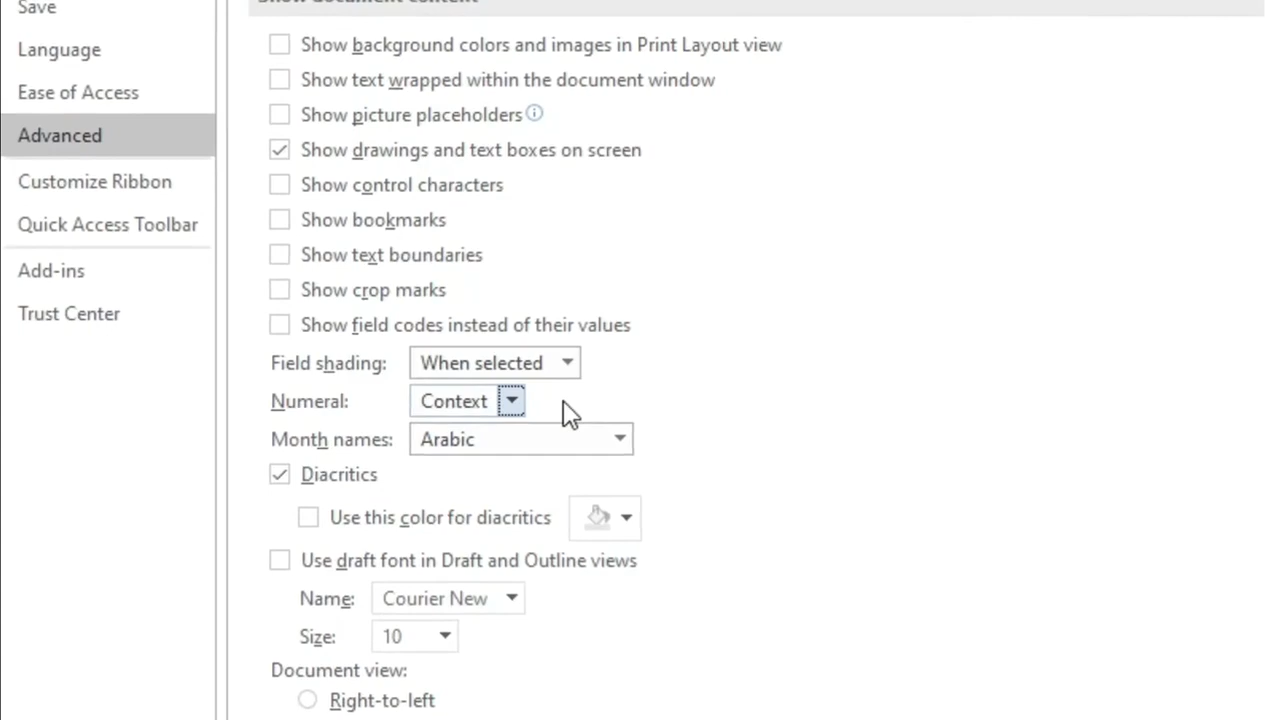 Save
Language
Ease of Access
Advanced
Customize Ribbon
Quick Access Toolbar
Add-ins
Trust Center
Show document content
Show background colors and images in Print Layout view
Show text wrapped within the document window
Show picture placeholders
Show drawings and text boxes on screen
Show control characters
Show bookmarks
Show text boundaries
Show crop marks
Show field codes instead of their values
Field shading: When selected
Numeral: Context
Month names: Arabic
Diacritics
Use this color for diacritics
Use draft font in Draft and Outline views
Name: Courier New
Size: 10
Document view:
Right-to-left